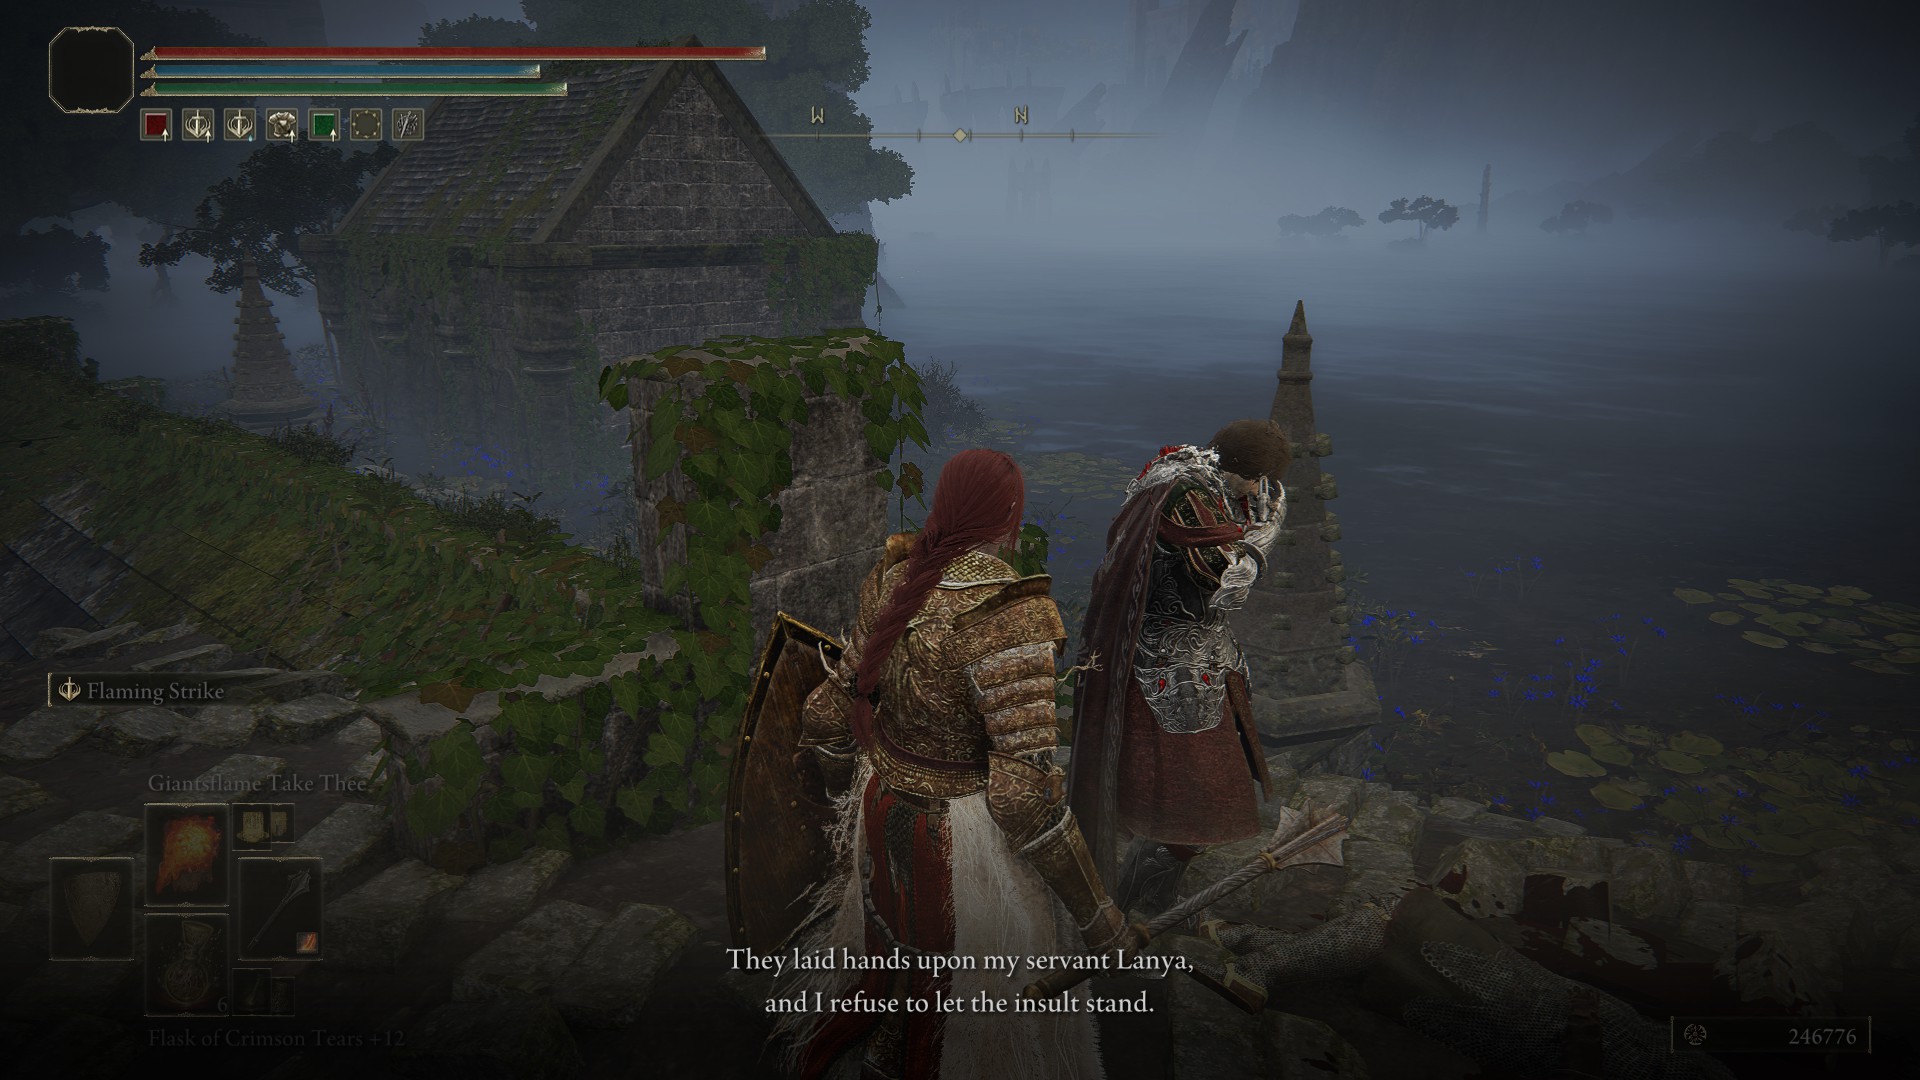 W
N
Flaming Strike
Giantsflame Take Thee
6
Flask of Crimson Tears +12
They laid hands upon my servant Lanya,
and I refuse to let the insult stand.
246776